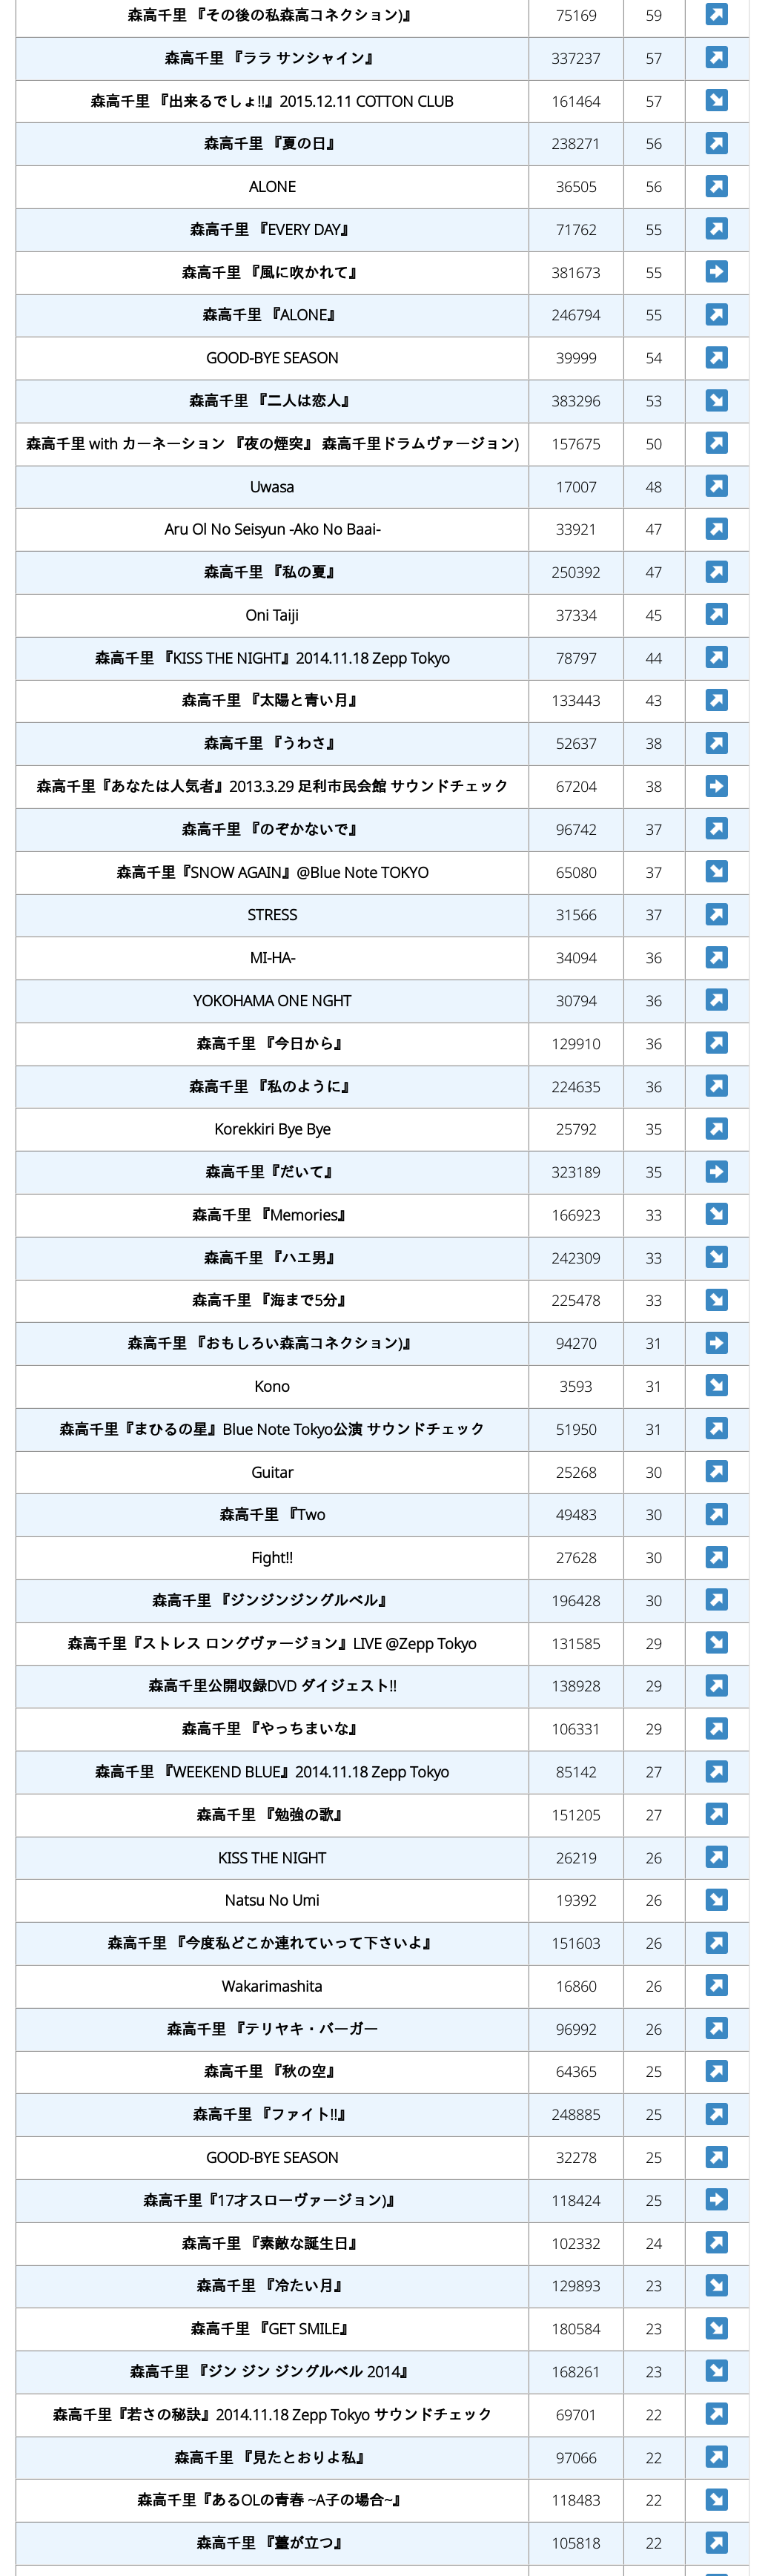 森高千里 『その後の私森高コネクション)』 75169 59
森高千里 『ララ サンシャイン』 337237 57
森高千里 『出来るでしょ!!』2015.12.11 COTTON CLUB 161464 57
森高千里 『夏の日』 238271 56
ALONE 36505 56
森高千里 『EVERY DAY』 71762 55
森高千里 『風に吹かれて』 381673 55
森高千里 『ALONE』 246794 55
GOOD-BYE SEASON 39999 54
森高千里 『二人は恋人』 383296 53
森高千里 with カーネーション 『夜の煙突』 森高千里ドラムヴァージョン) 157675 50
Uwasa 17007 48
Aru Ol No Seisyun -Ako No Baai- 33921 47
森高千里 『私の夏』 250392 47
Oni Taiji 37334 45
森高千里 『KISS THE NIGHT』2014.11.18 Zepp Tokyo 78797 44
森高千里 『太陽と青い月』 133443 43
森高千里 『うわさ』 52637 38
森高千里『あなたは人気者』2013.3.29 足利市民会館 サウンドチェック 67204 38
森高千里 『のぞかないで』 96742 37
森高千里『SNOW AGAIN』@Blue Note TOKYO 65080 37
STRESS 31566 37
MI-HA- 34094 36
YOKOHAMA ONE NGHT 30794 36
森高千里 『今日から』 129910 36
森高千里 『私のように』 224635 36
Korekkiri Bye Bye 25792 35
森高千里『だいて』 323189 35
森高千里 『Memories』 166923 33
森高千里 『ハエ男』 242309 33
森高千里 『海まで5分』 225478 33
森高千里 『おもしろい森高コネクション)』 94270 31
Kono 3593 31
森高千里『まひるの星』Blue Note Tokyo公演 サウンドチェック 51950 31
Guitar 25268 30
森高千里 『Two 49483 30
Fight!! 27628 30
森高千里 『ジンジンジングルベル』 196428 30
森高千里『ストレス ロングヴァージョン』LIVE @Zepp Tokyo 131585 29
森高千里公開収録DVD ダイジェスト!! 138928 29
森高千里 『やっちまいな』 106331 29
森高千里 『WEEKEND BLUE』2014.11.18 Zepp Tokyo 85142 27
森高千里 『勉強の歌』 151205 27
KISS THE NIGHT 26219 26
Natsu No Umi 19392 26
森高千里 『今度私どこか連れていって下さいよ』 151603 26
Wakarimashita 16860 26
森高千里 『テリヤキ・バーガー 96992 26
森高千里 『秋の空』 64365 25
森高千里 『ファイト!!』 248885 25
GOOD-BYE SEASON 32278 25
森高千里『17才スローヴァージョン)』 118424 25
森高千里 『素敵な誕生日』 102332 24
森高千里 『冷たい月』 129893 23
森高千里 『GET SMILE』 180584 23
森高千里 『ジン ジン ジングルベル 2014』 168261 23
森高千里『若さの秘訣』2014.11.18 Zepp Tokyo サウンドチェック 69701 22
森高千里 『見たとおりよ私』 97066 22
森高千里『あるOLの青春 ~A子の場合~』 118483 22
森高千里 『薹が立つ』 105818 22